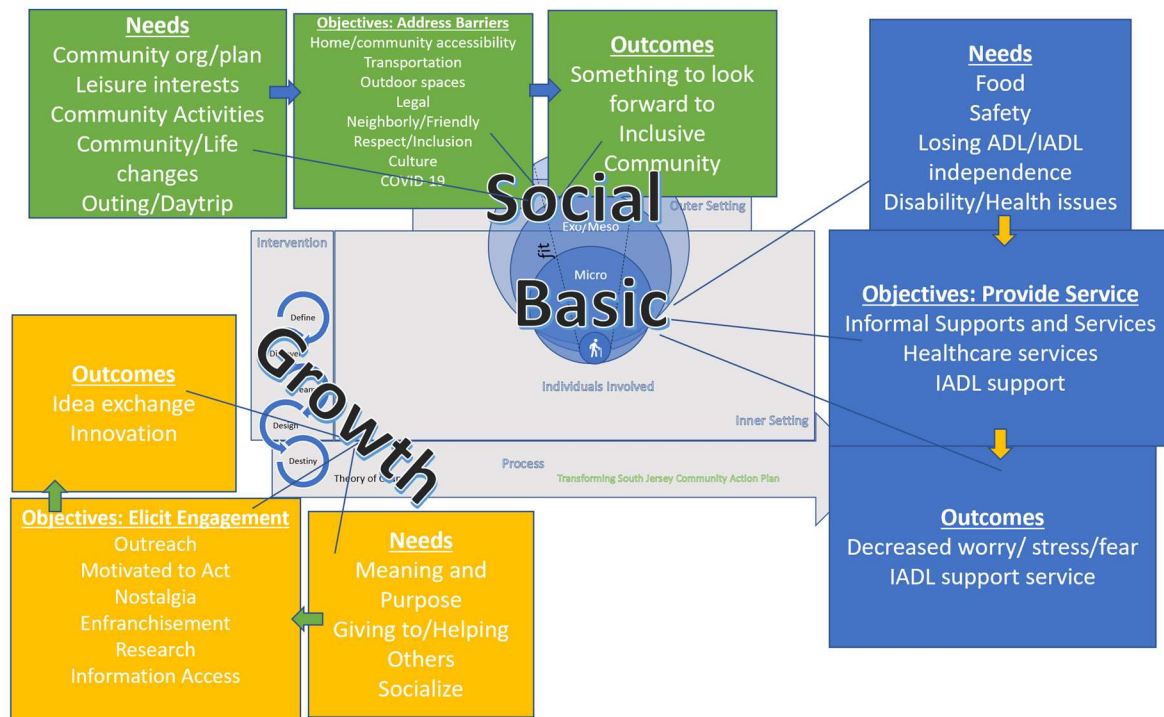 Needs
Community org/plan
Leisure interests
Community Activities
Community/Life
changes
Outing/Daytrip
Objectives: Address Barriers
Home/community accessibility
Transportation
Outdoor spaces
Legal
Neighborly/Friendly
Respect/Inclusion
Culture
COVID-19
Outcomes
Something to look
forward to
Inclusive
Community
Needs
Food
Safety
Losing ADL/IADL
independence
Disability/Health issues
Objectives: Provide Service
Informal Supports and Services
Healthcare services
IADL support
Outcomes
Decreased worry/ stress/fear
IADL support service
Social
Outer Setting
Exo/Meso
fit
Micro
Basic
Individuals Involved
Inner Setting
Intervention
Define
Design
Destiny
Growth
Process
Theory of
Transforming South Jersey Community Action Plan
Outcomes
Idea exchange
Innovation
Objectives: Elicit Engagement
Outreach
Motivated to Act
Nostalgia
Enfranchisement
Research
Information Access
Needs
Meaning and
Purpose
Giving to/Helping
Others
Socialize